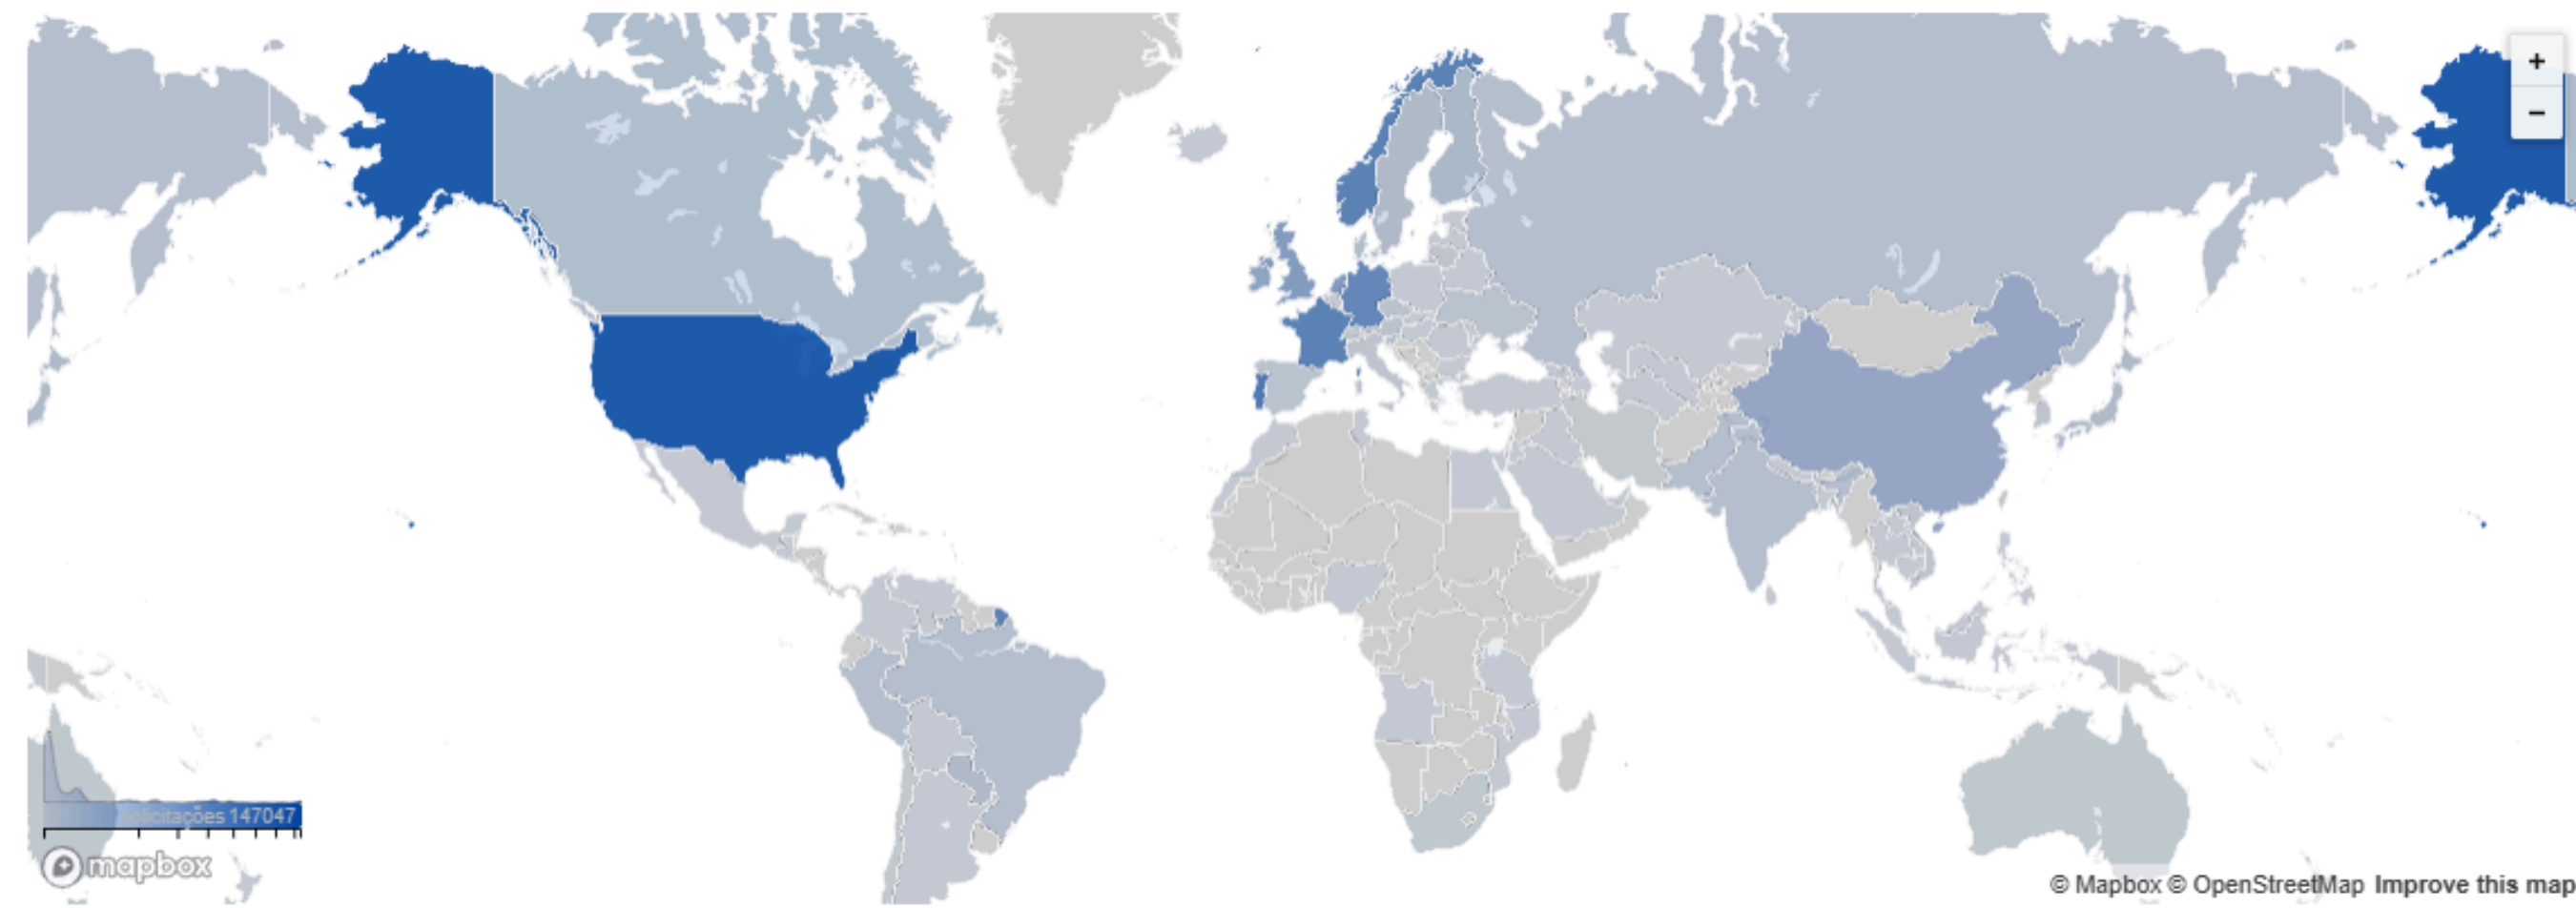 +
−
solicitações 147047
mapbox
© Mapbox © OpenStreetMap Improve this map